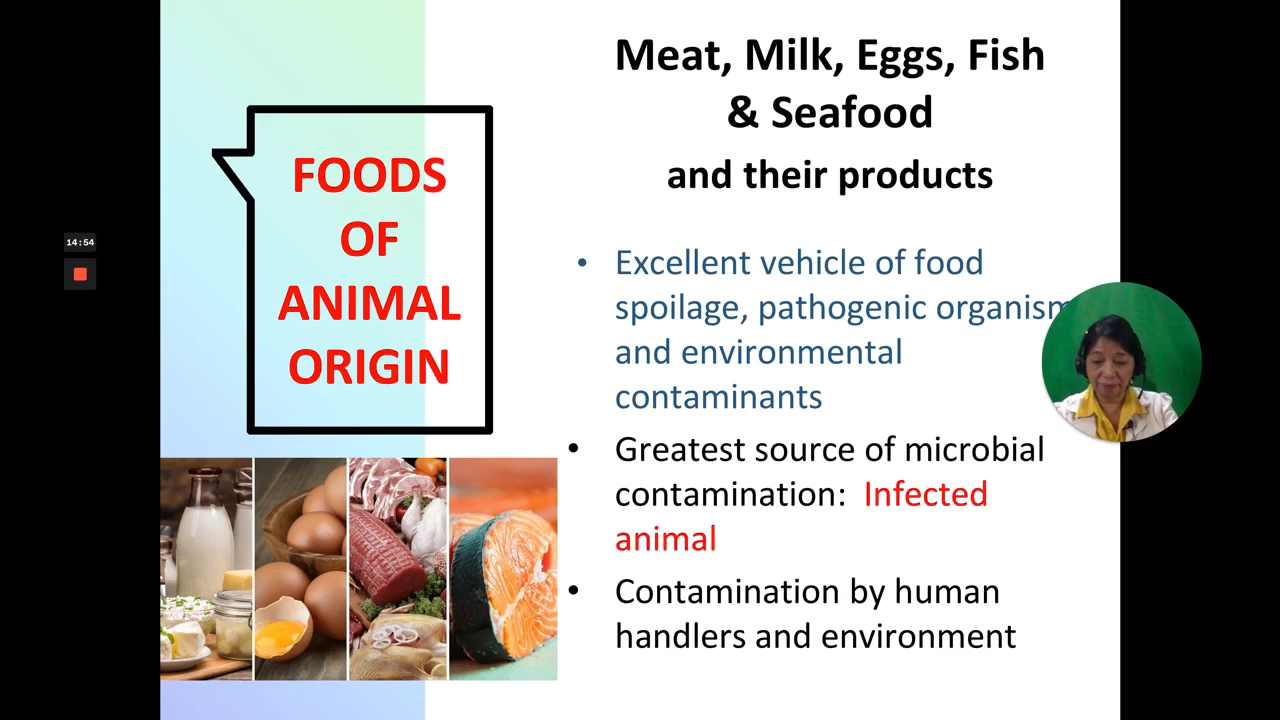 Meat, Milk, Eggs, Fish
& Seafood
and their products
FOODS
OF
ANIMAL
ORIGIN
14:54
• Excellent vehicle of food
spoilage, pathogenic organism
and environmental
contaminants
• Greatest source of microbial
contamination: Infected
animal
• Contamination by human
handlers and environment